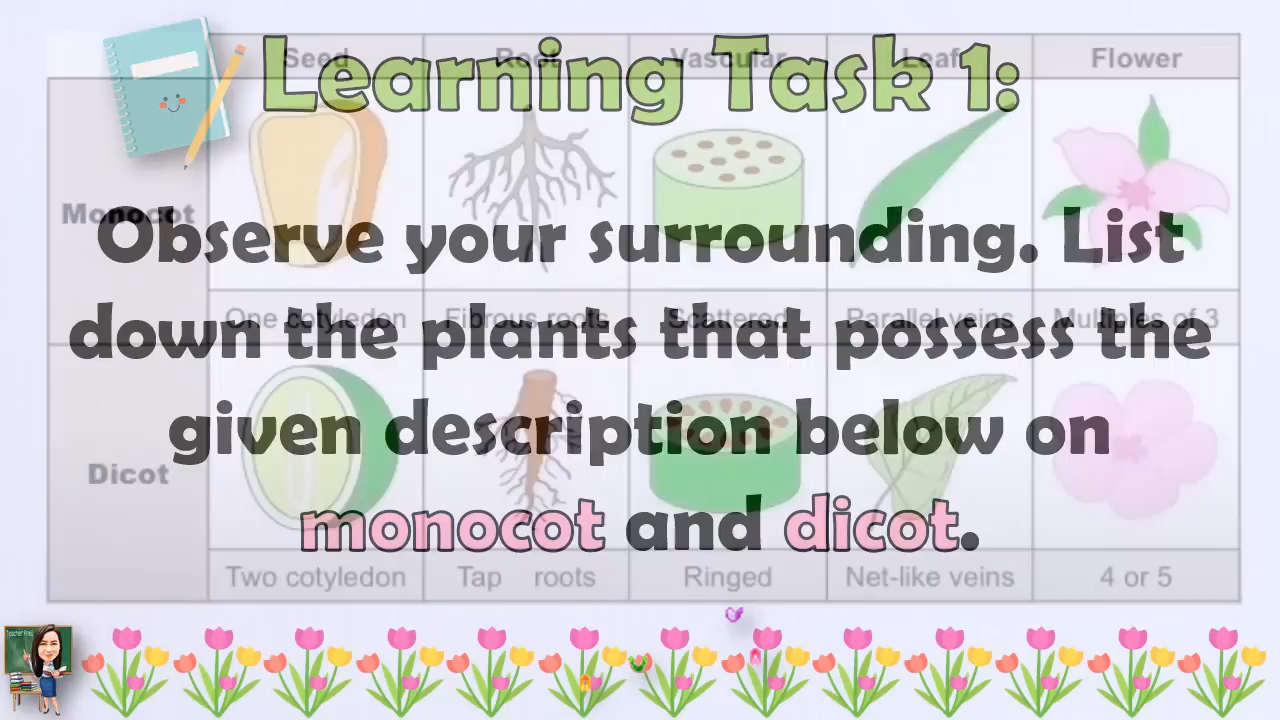 Learning Task 1:
Observe your surrounding. List
down the plants that possess the
given description below on
monocot and dicot.
Seed Root Vascular Leaf Flower
Monocot
One cotyledon Fibrous roots Scattered Parallel veins Multiples of 3
Dicot
Two cotyledon Tap roots Ringed Net-like veins 4 or 5